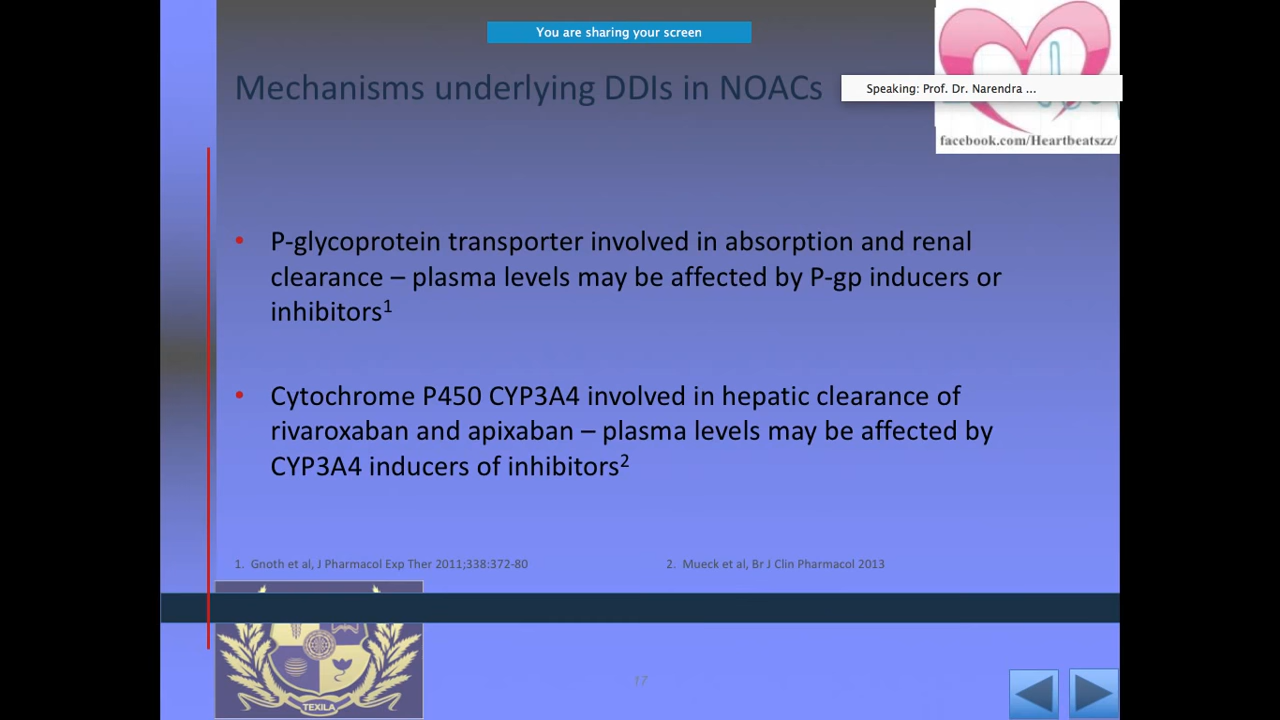 You are sharing your screen
Mechanisms underlying DDIs in NOACs
Speaking: Prof. Dr. Narendra ...
facebook.com/Heartbeatszz/
• P-glycoprotein transporter involved in absorption and renal
clearance – plasma levels may be affected by P-gp inducers or
inhibitors1
• Cytochrome P450 CYP3A4 involved in hepatic clearance of
rivaroxaban and apixaban – plasma levels may be affected by
CYP3A4 inducers of inhibitors2
1. Gnoth et al, J Pharmacol Exp Ther 2011;338:372-80
2. Mueck et al, Br J Clin Pharmacol 2013
TEXILA
17